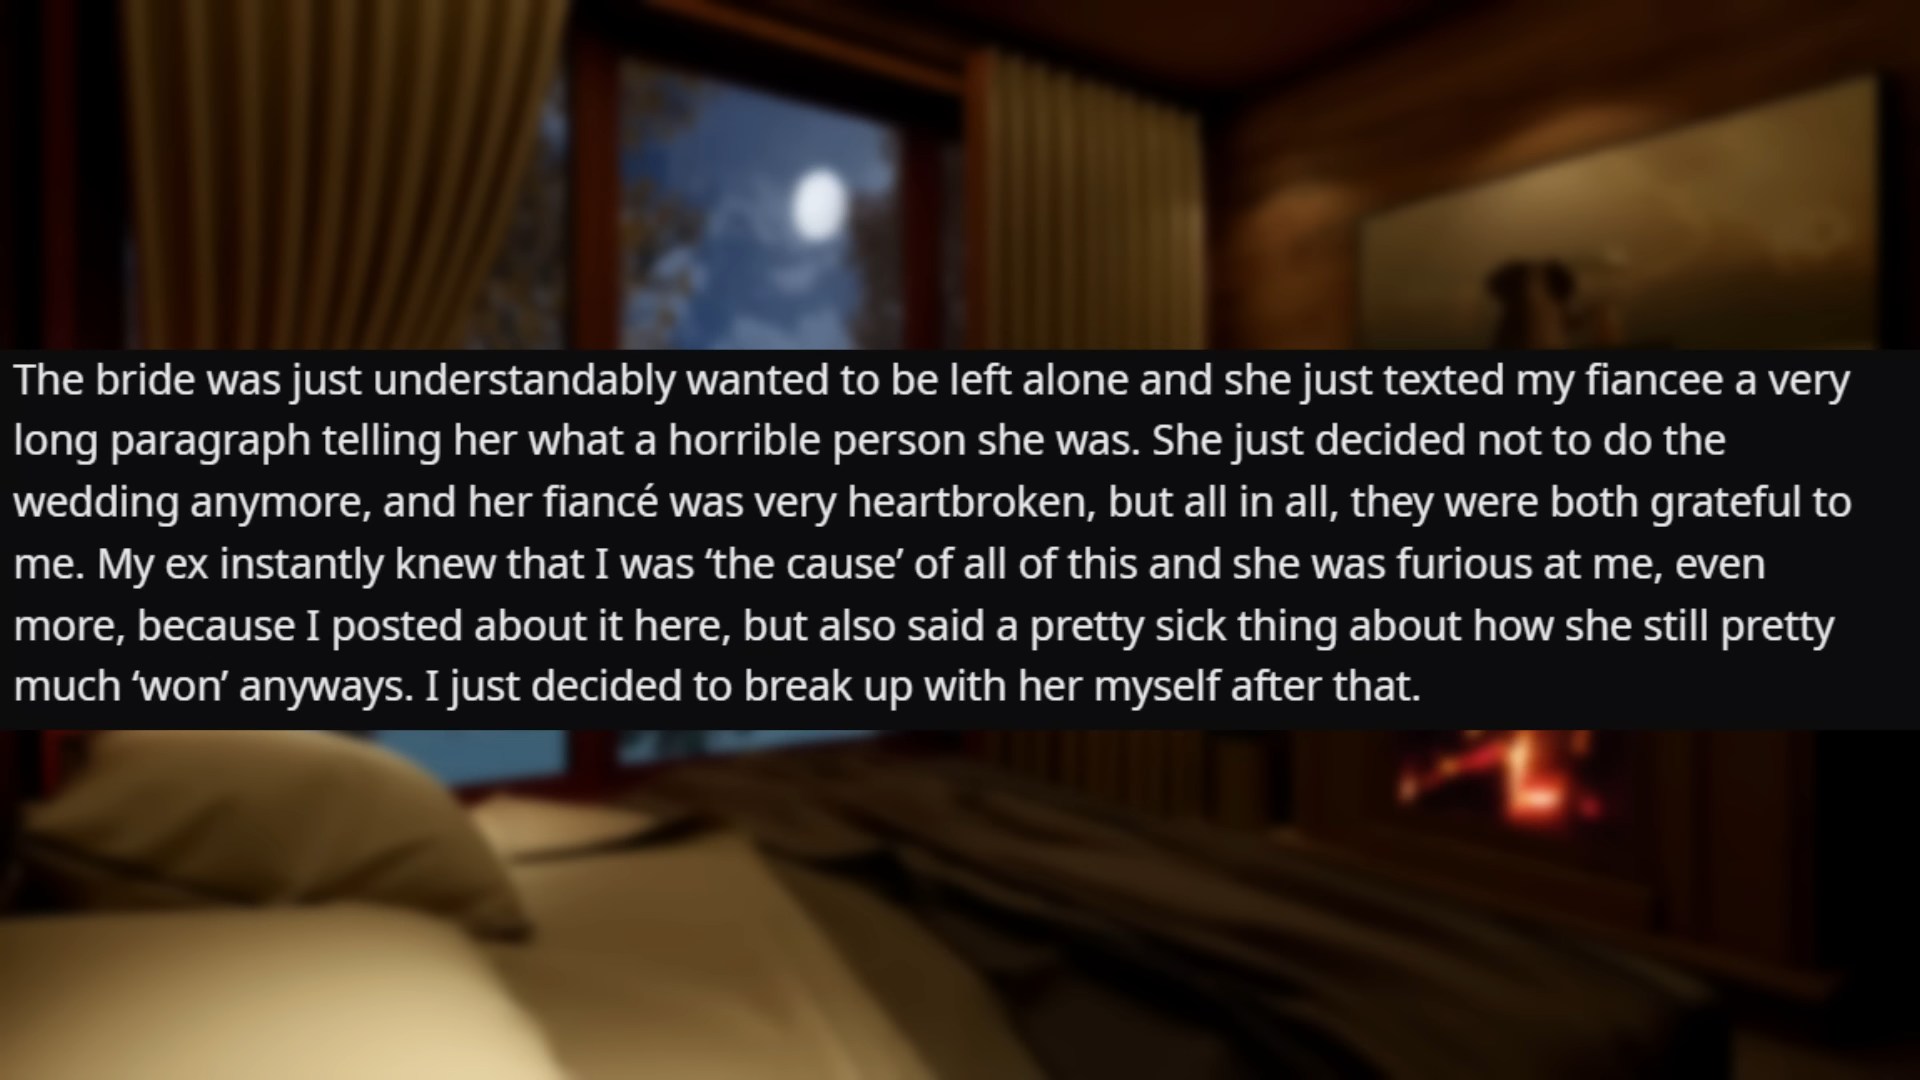 The bride was just understandably wanted to be left alone and she just texted my fiancee a very
long paragraph telling her what a horrible person she was. She just decided not to do the
wedding anymore, and her fiancé was very heartbroken, but all in all, they were both grateful to
me. My ex instantly knew that I was ‘the cause’ of all of this and she was furious at me, even
more, because I posted about it here, but also said a pretty sick thing about how she still pretty
much ‘won’ anyways. I just decided to break up with her myself after that.